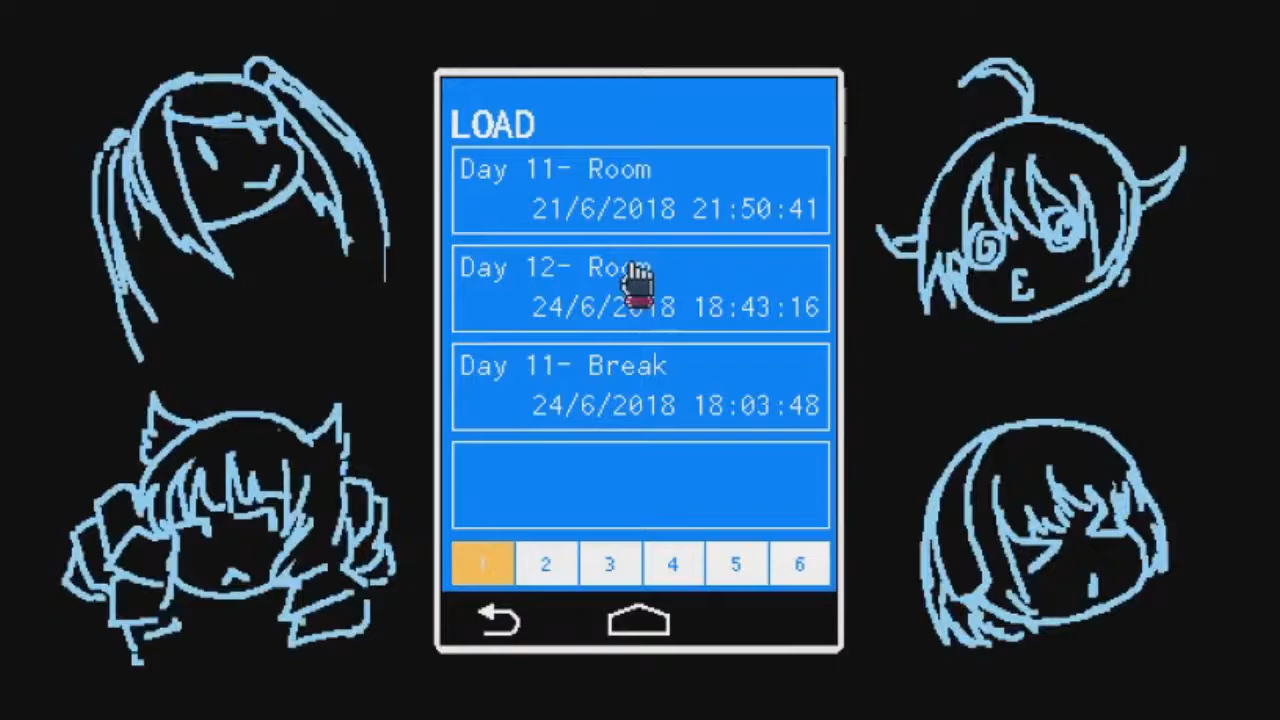 LOAD
Day 11- Room
21/6/2018 21:50:41
Day 12- Room
24/6/2018 18:43:16
Day 11- Break
24/6/2018 18:03:48
1 2 3 4 5 6